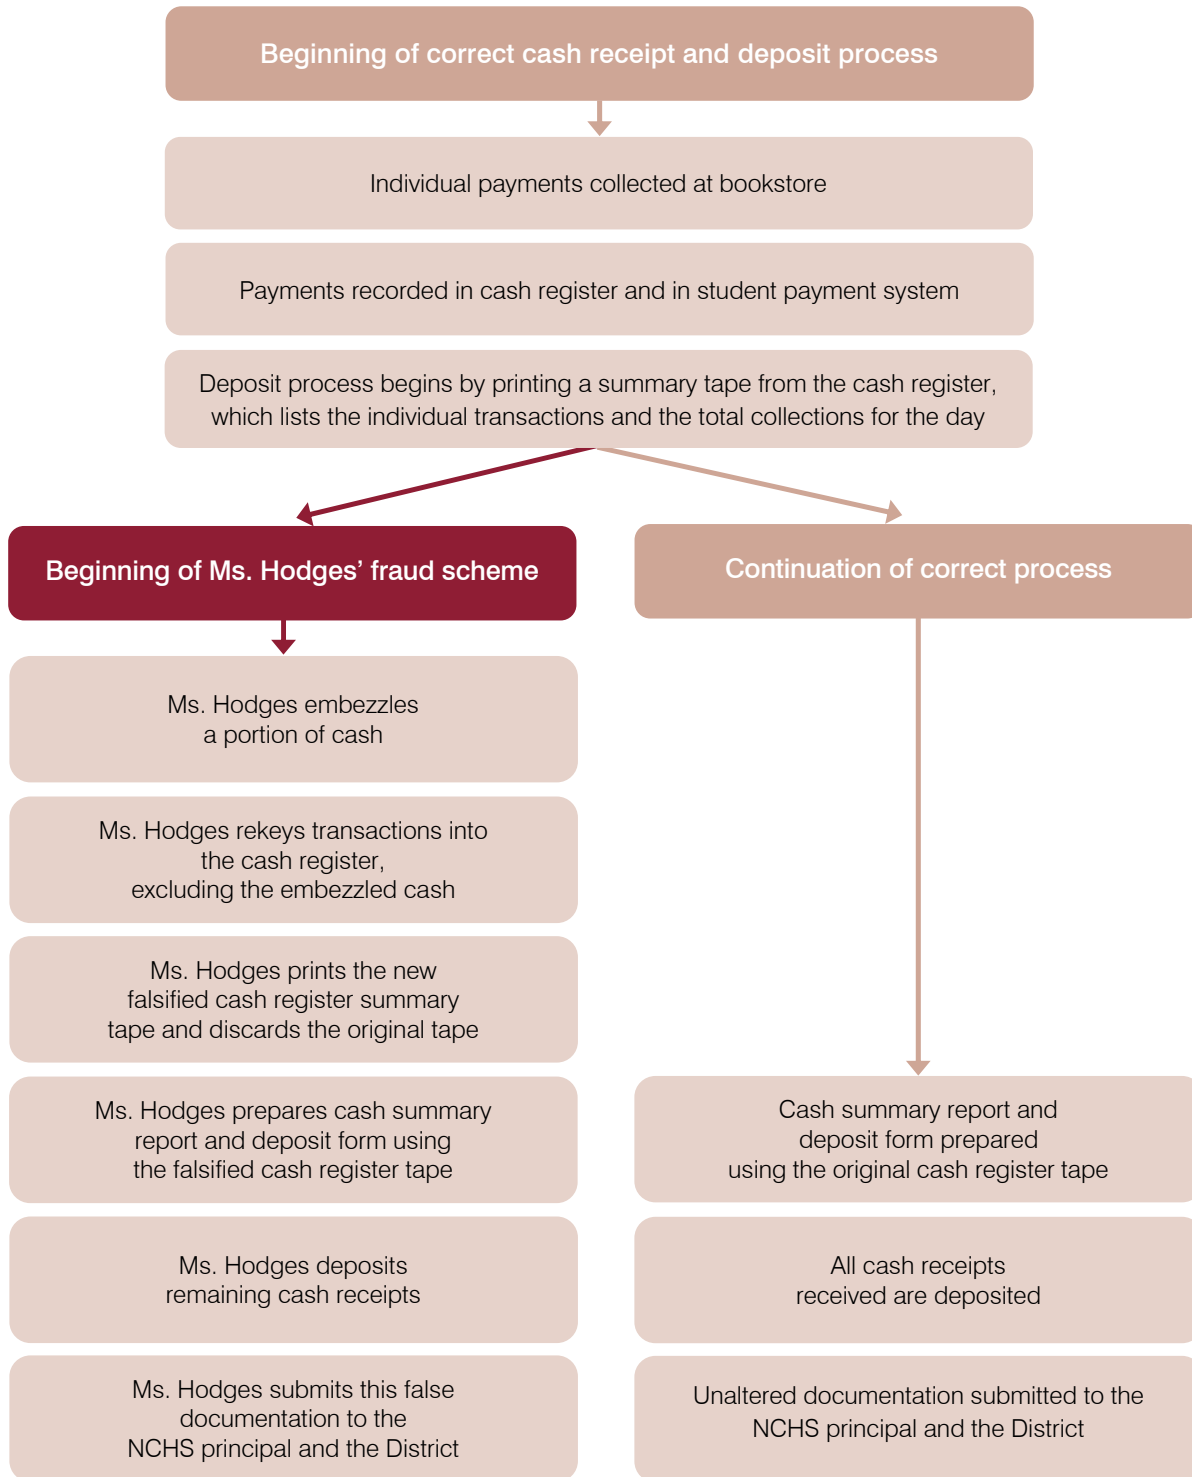 Beginning of correct cash receipt and deposit process
Individual payments collected at bookstore
Payments recorded in cash register and in student payment system
Deposit process begins by printing a summary tape from the cash register,
which lists the individual transactions and the total collections for the day
Beginning of Ms. Hodges’ fraud scheme
Ms. Hodges embezzles
a portion of cash
Ms. Hodges rekeys transactions into
the cash register,
excluding the embezzled cash
Ms. Hodges prints the new
falsified cash register summary
tape and discards the original tape
Ms. Hodges prepares cash summary
report and deposit form using
the falsified cash register tape
Ms. Hodges deposits
remaining cash receipts
Ms. Hodges submits this false
documentation to the
NCHS principal and the District
Continuation of correct process
Cash summary report and
deposit form prepared
using the original cash register tape
All cash receipts
received are deposited
Unaltered documentation submitted to the
NCHS principal and the District